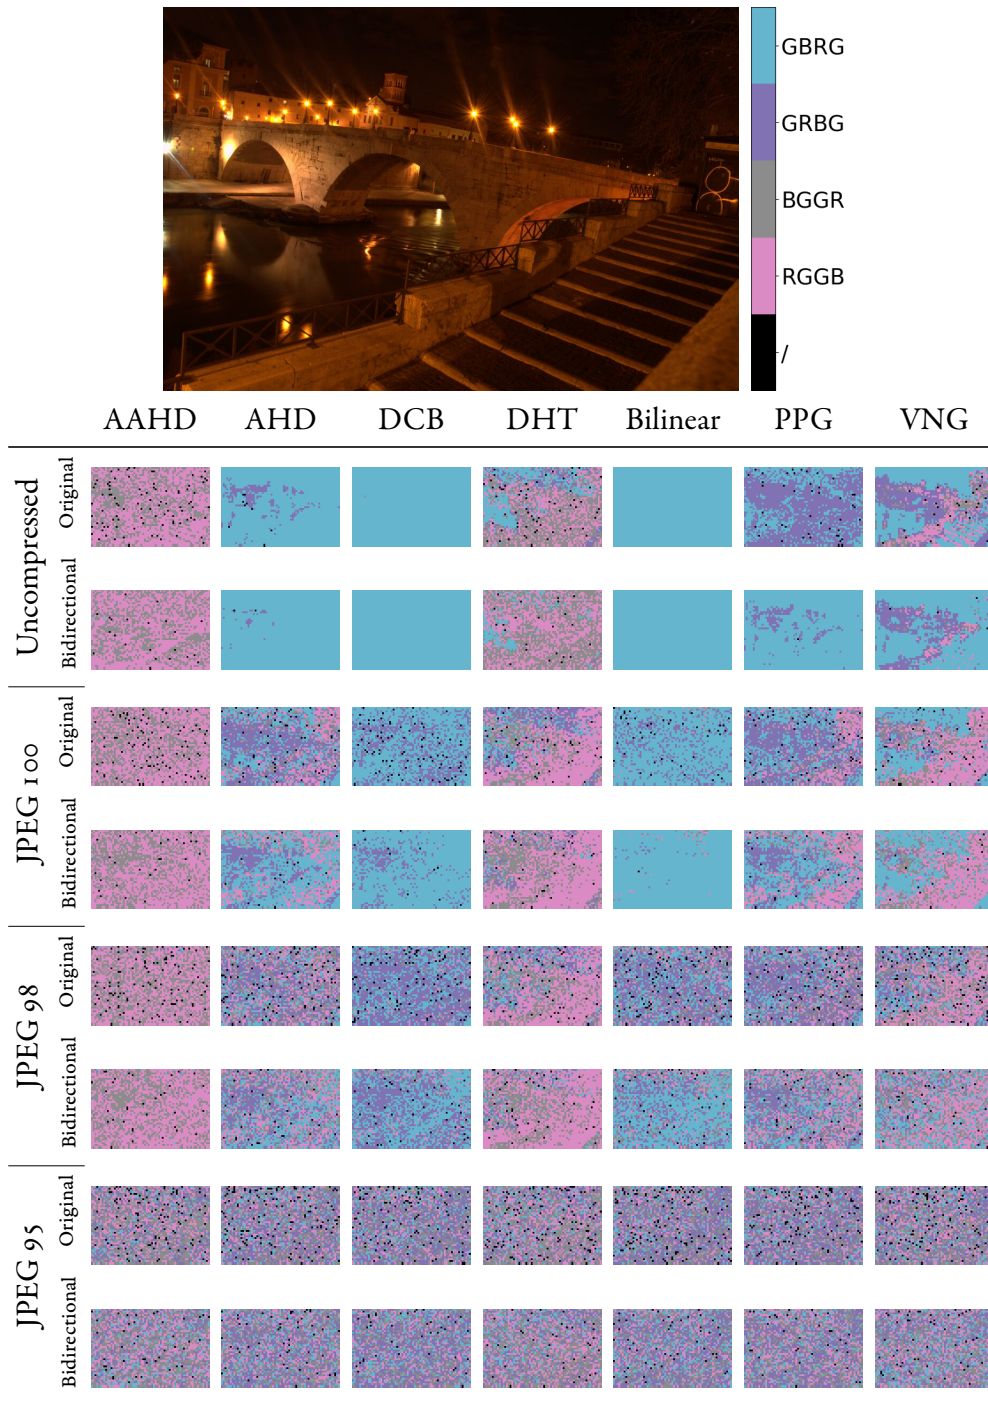 GBRG
GRBG
BGGR
RGGB
/
AAHD AHD DCB DHT Bilinear PPG VNG
Uncompressed
Original
Bidirectional
JPEG 100
Original
Bidirectional
JPEG 98
Original
Bidirectional
JPEG 95
Original
Bidirectional